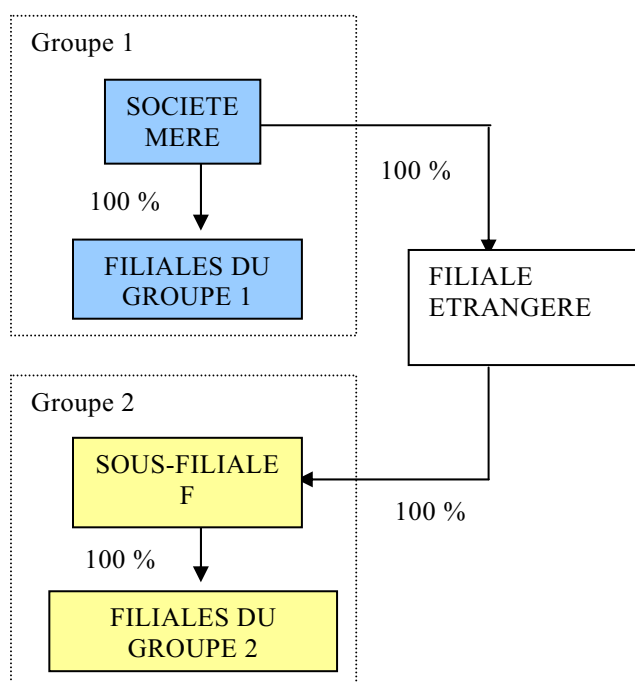 Groupe 1
SOCIETE
MERE
100 %
100 %
FILIALES DU
GROUPE 1
FILIALE
ETRANGERE
Groupe 2
SOUS-FILIALE
F
100 %
100 %
FILIALES DU
GROUPE 2